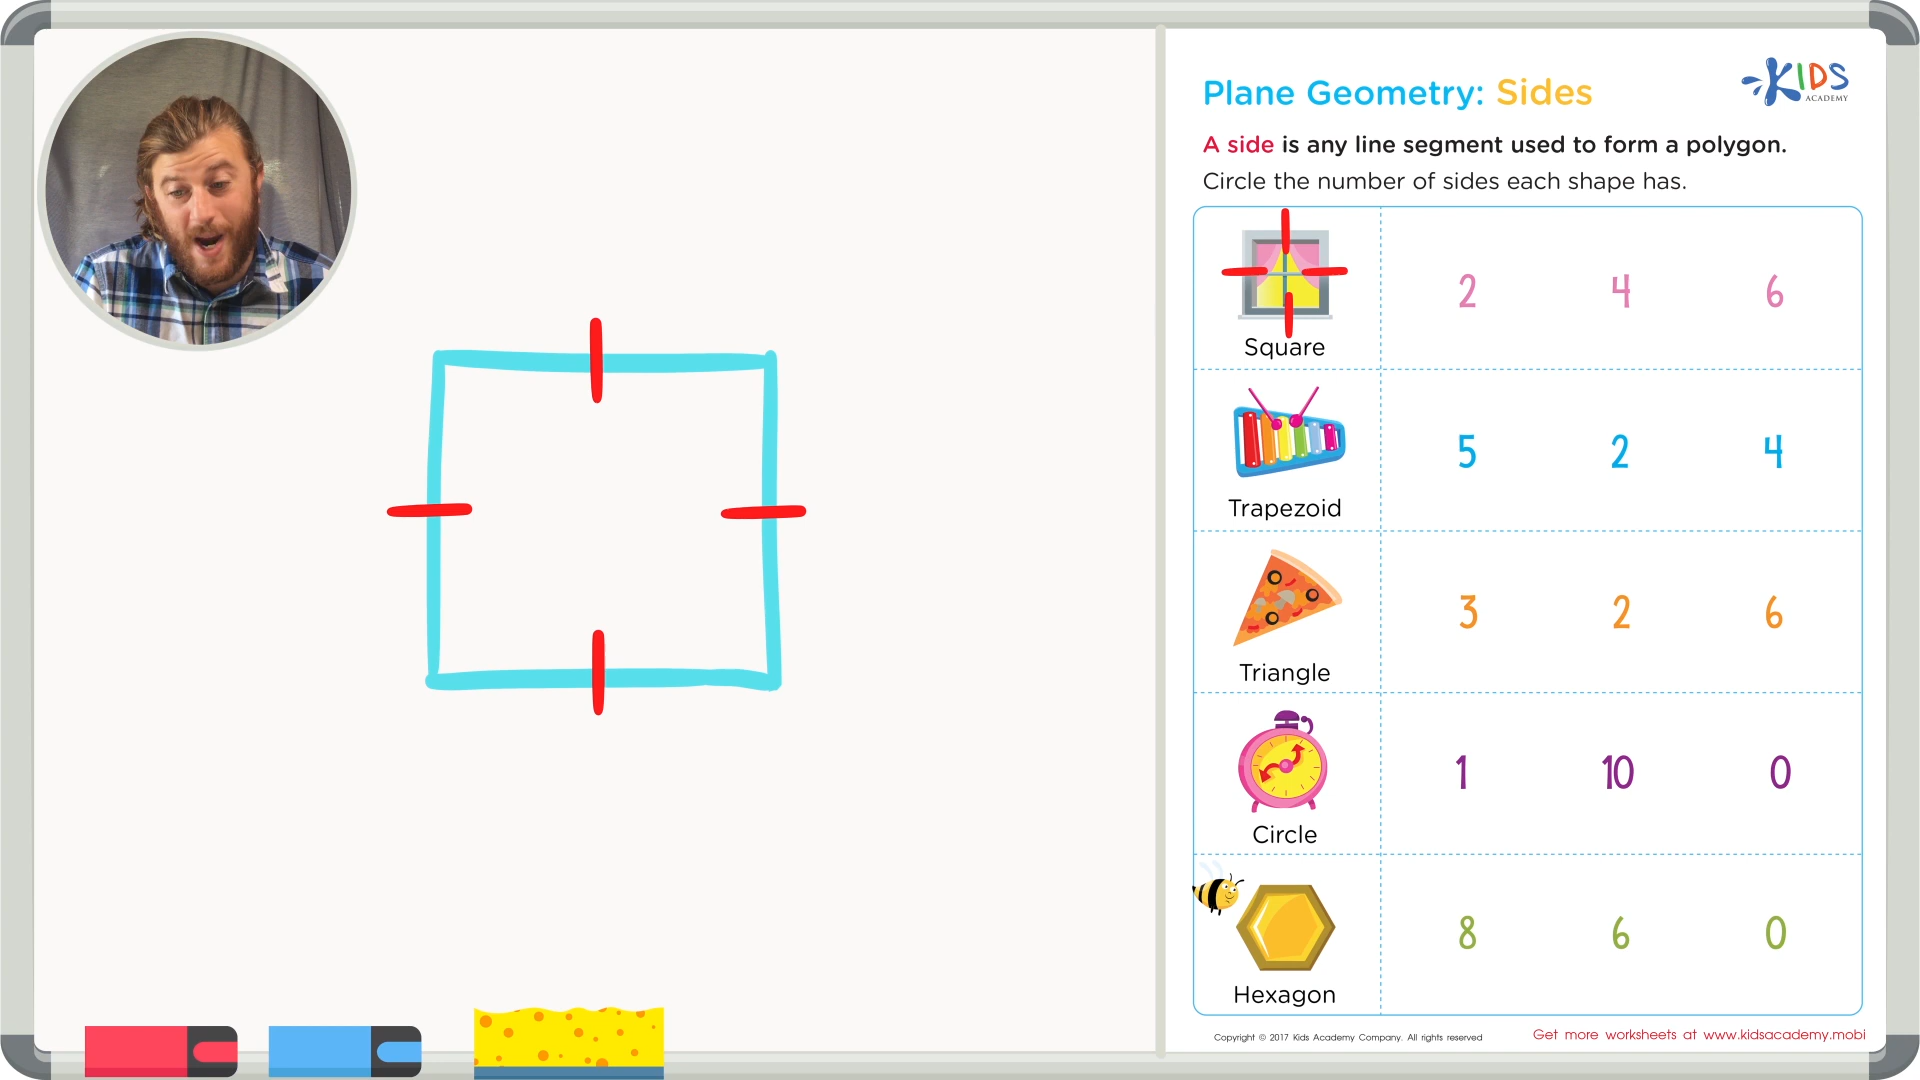 Plane Geometry: Sides
KIDS
ACADEMY
A side is any line segment used to form a polygon.
Circle the number of sides each shape has.
Square
2 4 6
Trapezoid
5 2 4
Triangle
3 2 6
Circle
1 10 0
Hexagon
8 6 0
Copyright © 2017 Kids Academy Company. All rights reserved
Get more worksheets at www.kidsacademy.mobi